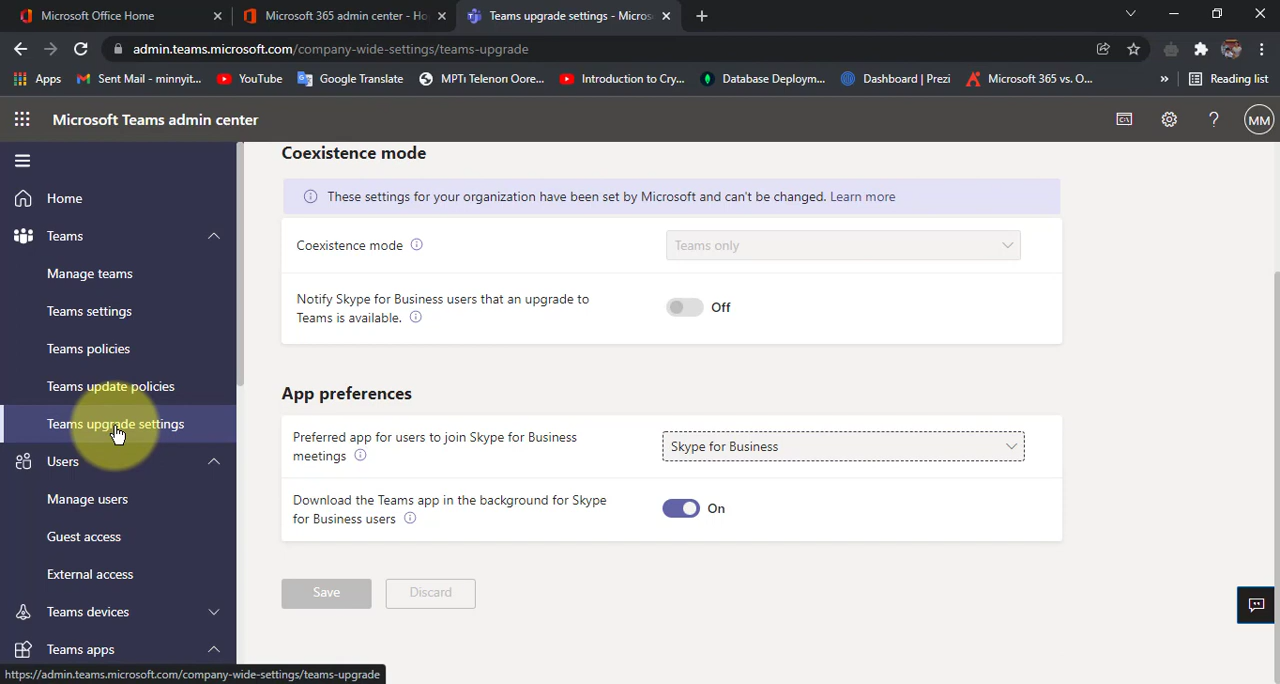 Microsoft Office Home
Microsoft 365 admin center - Ho
Teams upgrade settings - Micros
admin.teams.microsoft.com/company-wide-settings/teams-upgrade
Apps
Sent Mail - minnyit...
YouTube
Google Translate
MPTi Telenon Oore...
Introduction to Cry...
Database Deploym...
Dashboard | Prezi
Microsoft 365 vs. O...
»
Reading list
Microsoft Teams admin center
?
MM
Home
Teams
Manage teams
Teams settings
Teams policies
Teams update policies
Teams upgrade settings
Users
Manage users
Guest access
External access
Teams devices
Teams apps
Coexistence mode
These settings for your organization have been set by Microsoft and can't be changed. Learn more
Coexistence mode
Teams only
Notify Skype for Business users that an upgrade to
Teams is available.
Off
App preferences
Preferred app for users to join Skype for Business
meetings
Skype for Business
Download the Teams app in the background for Skype
for Business users
On
Save
Discard
https://admin.teams.microsoft.com/company-wide-settings/teams-upgrade